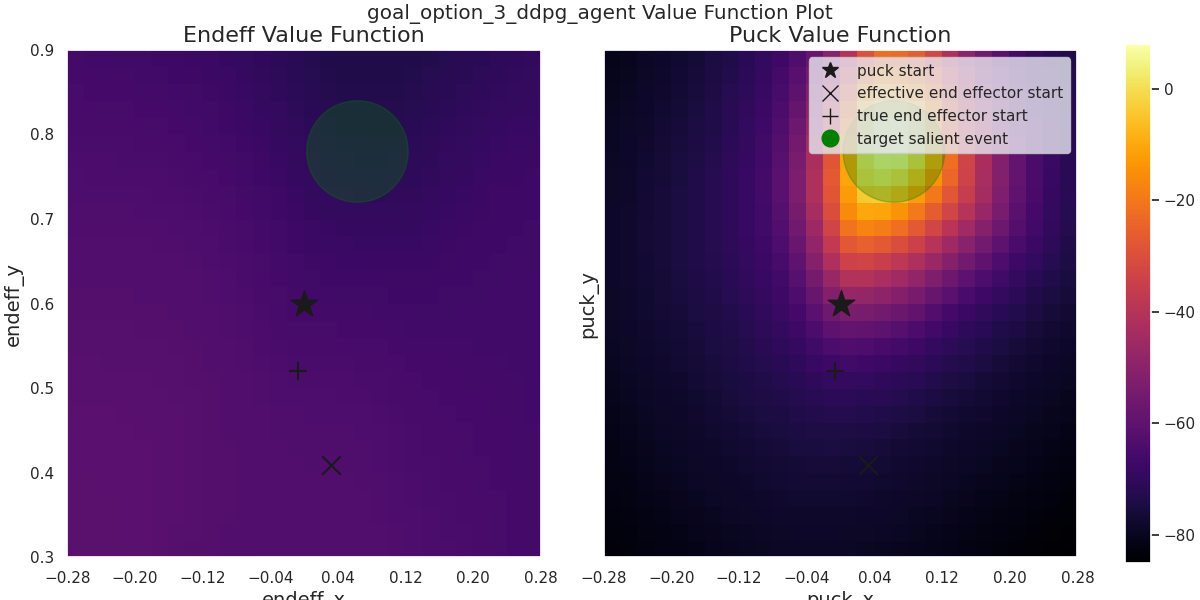 goal_option_3_ddpg_agent Value Function Plot
Endeff Value Function
Puck Value Function
0.9
0.8
0.7
0.6
0.5
0.4
0.3
endeff_y
−0.28 −0.20 −0.12 −0.04 0.04 0.12 0.20 0.28
endeff_x
puck start
effective end effector start
true end effector start
target salient event
puck_y
−0.28 −0.20 −0.12 −0.04 0.04 0.12 0.20 0.28
puck_x
0
−20
−40
−60
−80